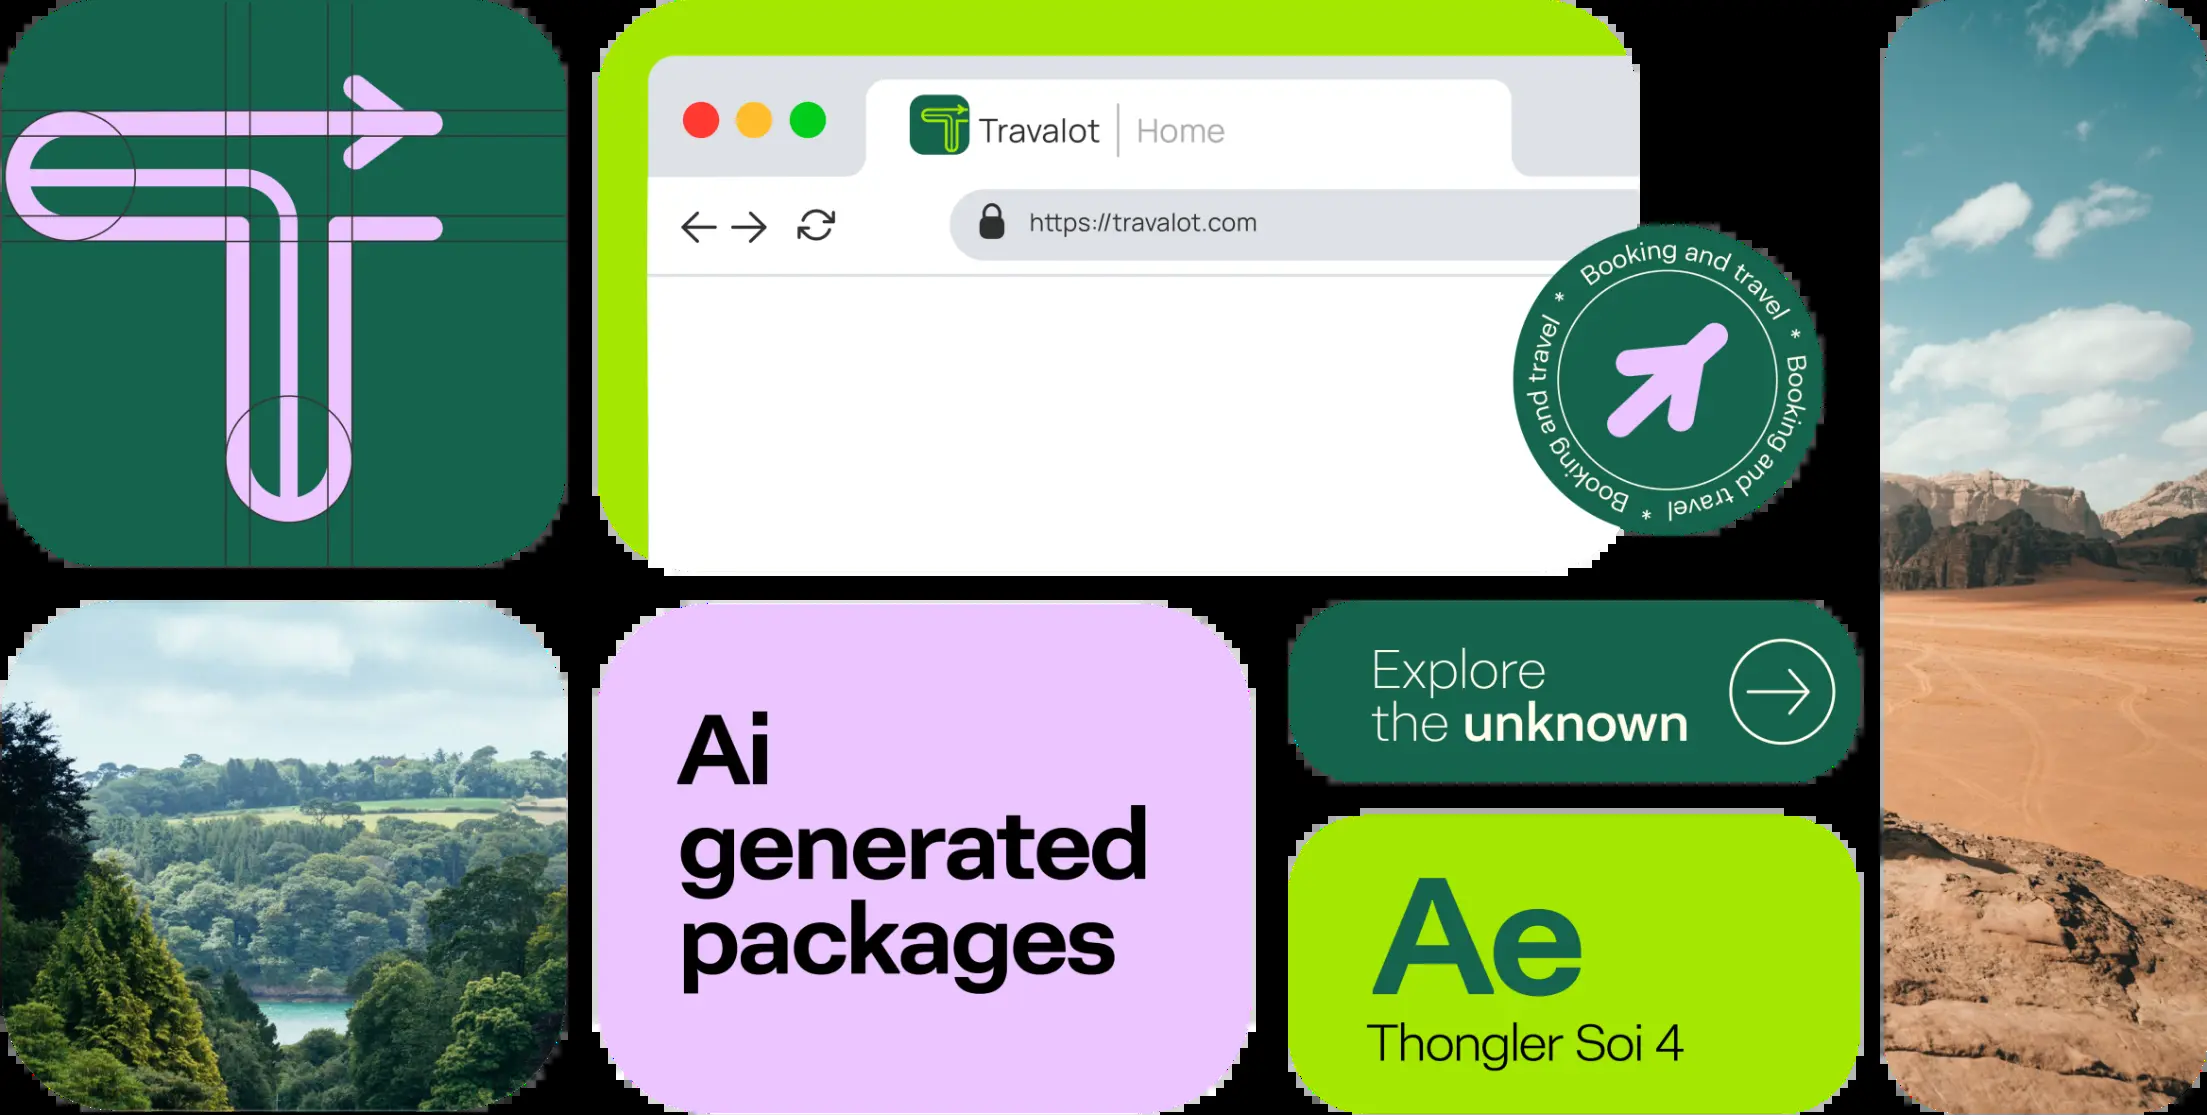 Travalot
Home
https://travalot.com
Booking and travel * Booking and travel * Booking and travel *
Ai
generated
packages
Explore
the unknown
Ae
Thongler Soi 4